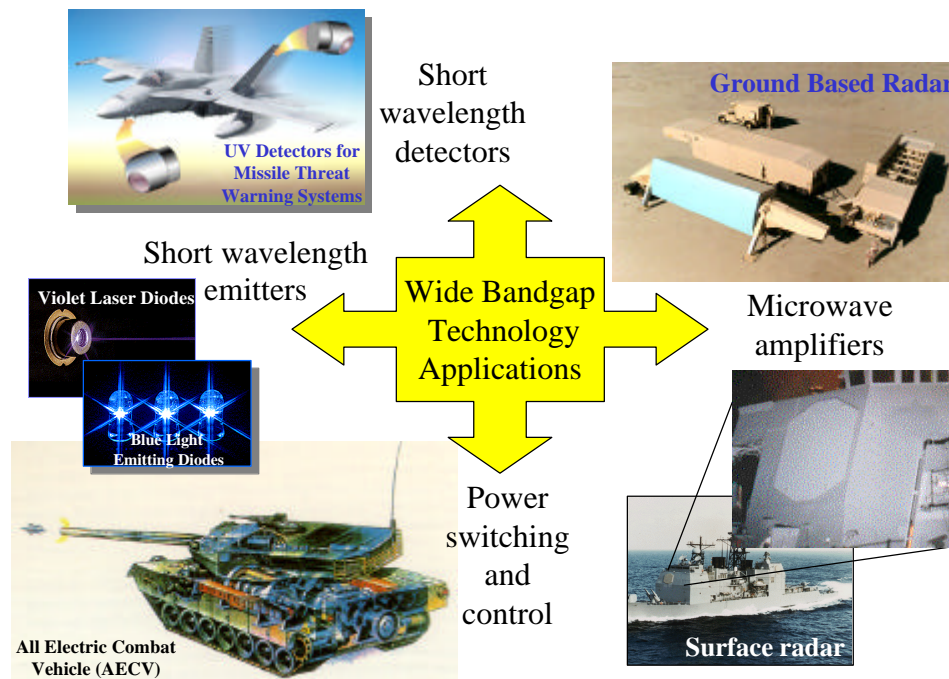 Short
wavelength
detectors
UV Detectors for
Missile Threat
Warning Systems
Ground Based Radar
Short wavelength
emitters
Violet Laser Diodes
Blue Light
Emitting Diodes
Wide Bandgap
Technology
Applications
Microwave
amplifiers
Power
switching
and
control
All Electric Combat
Vehicle (AECV)
Surface radar